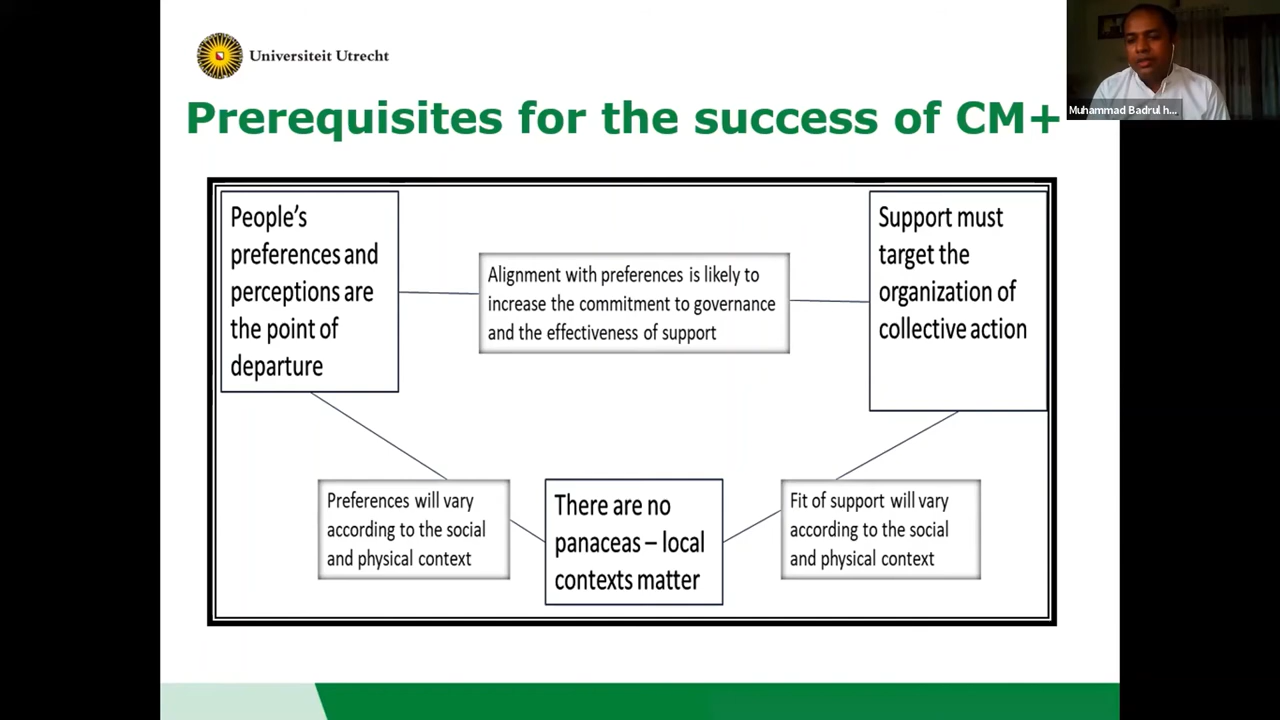 Universiteit Utrecht
Prerequisites for the success of CM+
Muhammad Badrul h...
People's
preferences and
perceptions are
the point of
departure
Alignment with preferences is likely to
increase the commitment to governance
and the effectiveness of support
Support must
target the
organization of
collective action
Preferences will vary
according to the social
and physical context
There are no
panaceas – local
contexts matter
Fit of support will vary
according to the social
and physical context